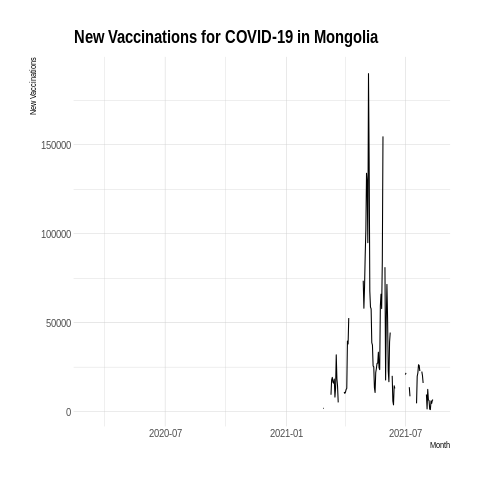 New Vaccinations for COVID-19 in Mongolia
New Vaccinations
150000
100000
50000
0
2020-07
2021-01
2021-07
Month